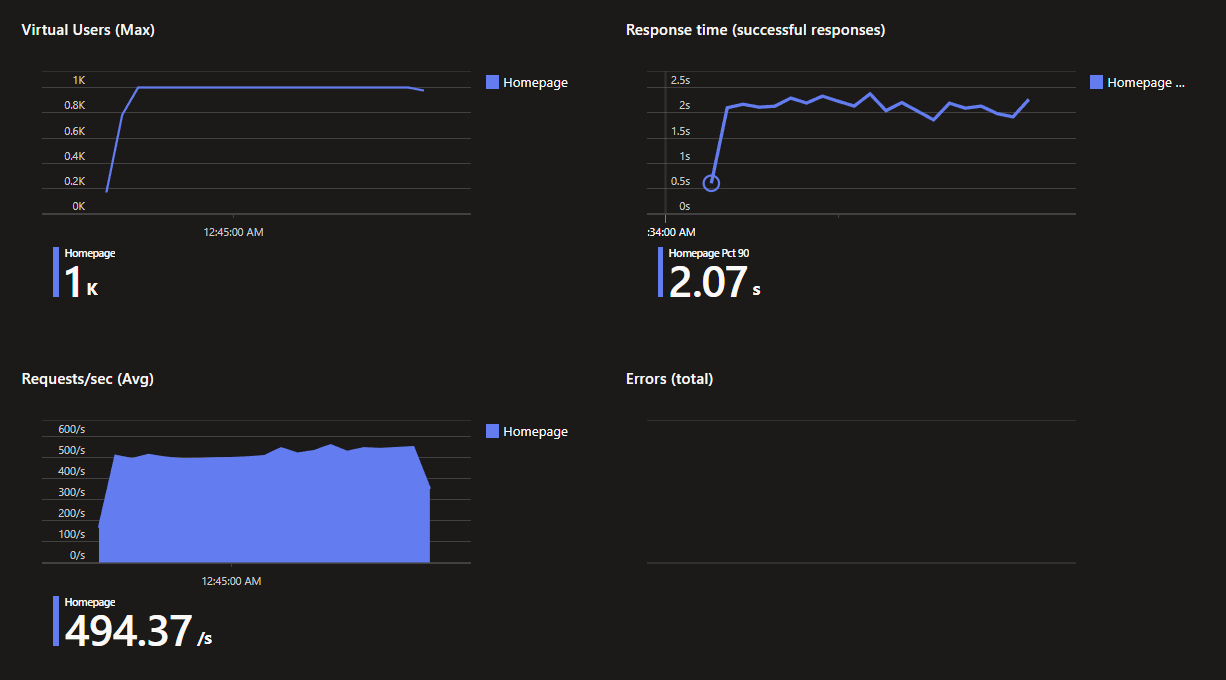 Virtual Users (Max)
1K
0.8K
0.6K
0.4K
0.2K
0K
12:45:00 AM
Homepage
Homepage
1 K
Response time (successful responses)
2.5s
2s
1.5s
1s
0.5s
0s
:34:00 AM
Homepage ...
Homepage Pct 90
2.07 s
Requests/sec (Avg)
600/s
500/s
400/s
300/s
200/s
100/s
0/s
12:45:00 AM
Homepage
Homepage
494.37 /s
Errors (total)